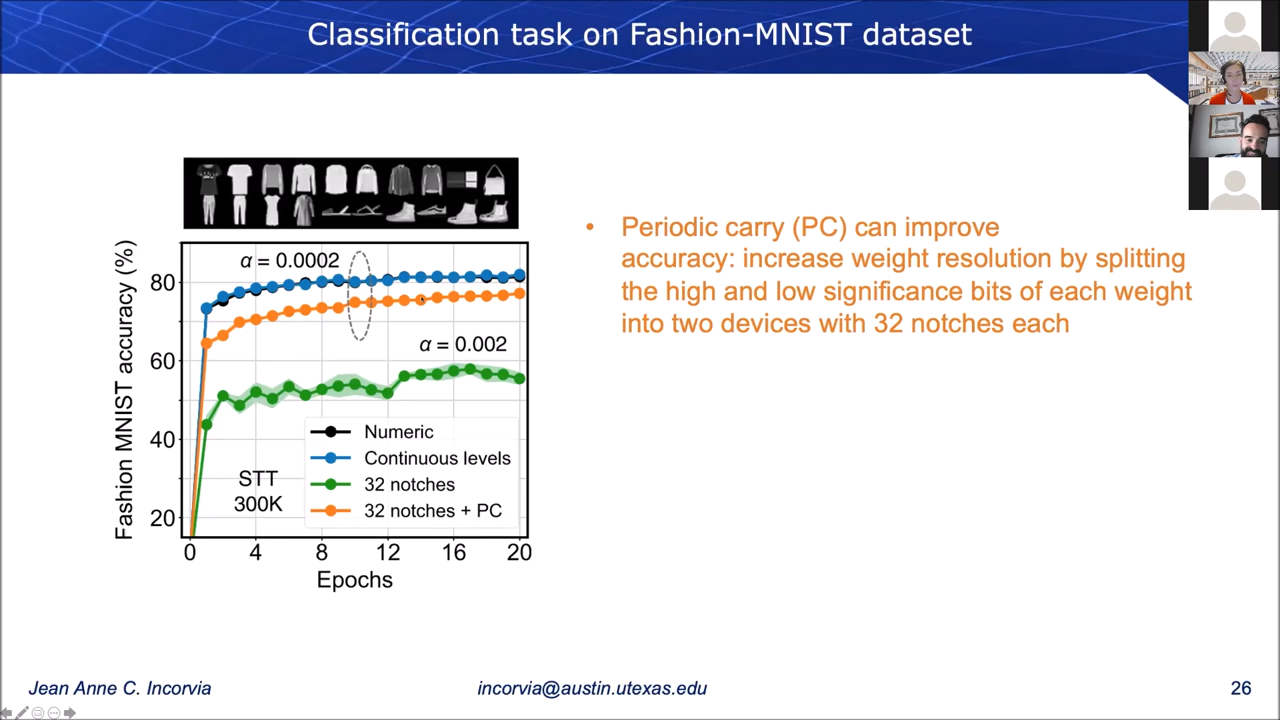 Classification task on Fashion-MNIST dataset
Fashion MNIST accuracy (%)
80
60
40
20
α = 0.0002
α = 0.002
STT
300K
Numeric
Continuous levels
32 notches
32 notches + PC
0 4 8 12 16 20
Epochs
• Periodic carry (PC) can improve
accuracy: increase weight resolution by splitting
the high and low significance bits of each weight
into two devices with 32 notches each
Jean Anne C. Incorvia
incorvia@austin.utexas.edu
26